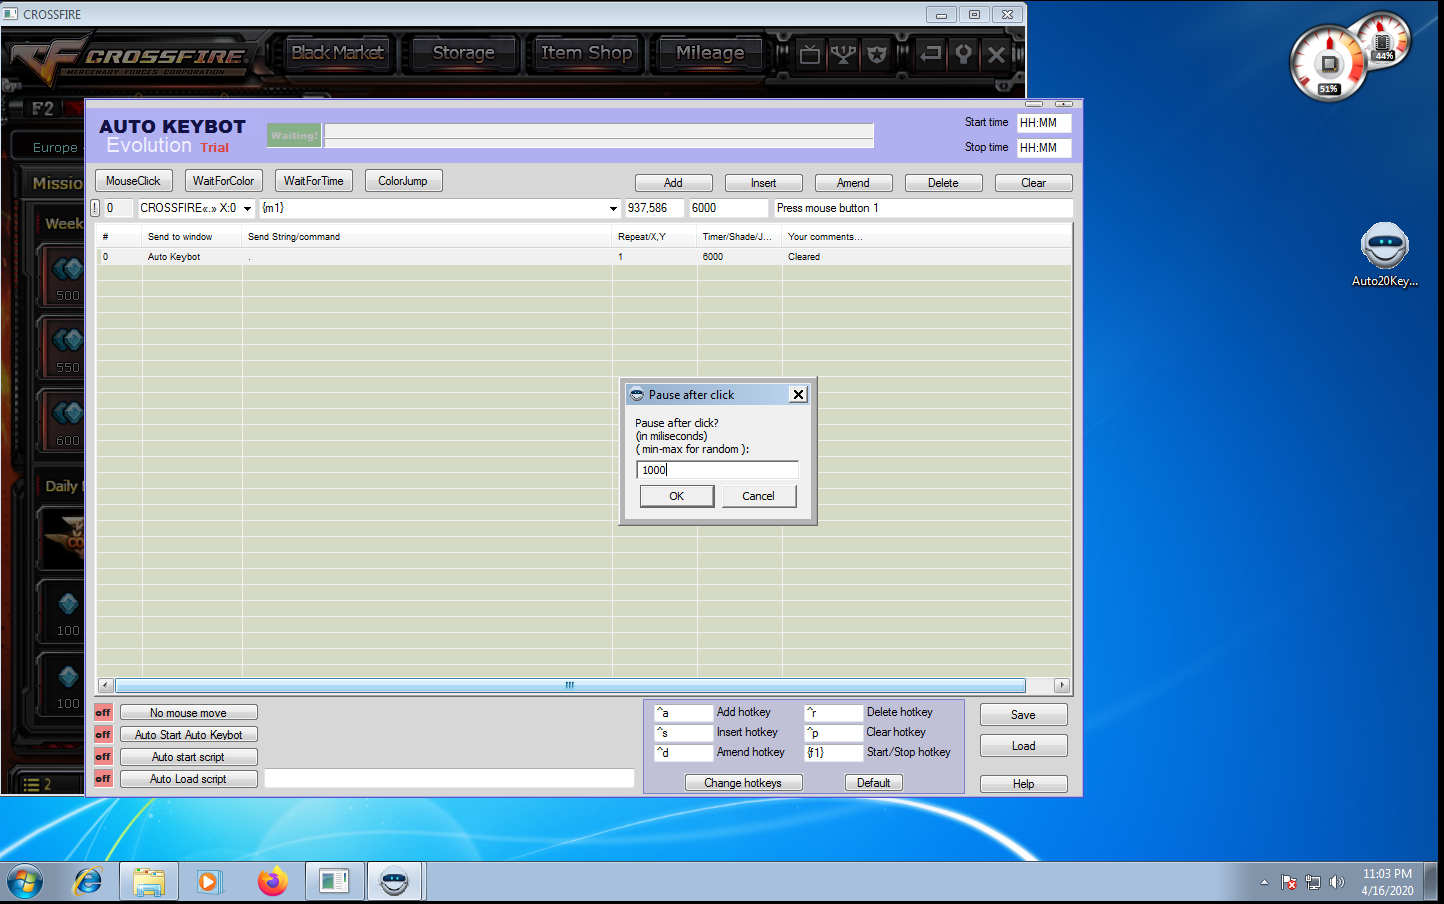 CROSSFIRE
CROSSFIRE
MERCENARY FORCES CORPORATION
Black Market
Storage
Item Shop
Mileage
F2
Europe
Missio
Week
500
550
600
Daily
100
100
2
51%
44%
AUTO KEYBOT
Evolution Trial
Waiting!
Start time HH:MM
Stop time HH:MM
MouseClick WaitForColor WaitForTime ColorJump
Add Insert Amend Delete Clear
! 0 CROSSFIRE«.» X:0 {m1} 937,586 6000 Press mouse button 1
# Send to window Send String/command Repeat/X,Y Timer/Shade/J... Your comments...
0 Auto Keybot . 1 6000 Cleared
Pause after click
Pause after click?
(in miliseconds)
( min-max for random ):
1000
OK Cancel
off No mouse move
off Auto Start Auto Keybot
off Auto start script
off Auto Load script
^a Add hotkey ^r Delete hotkey
^s Insert hotkey ^p Clear hotkey
^d Amend hotkey {f1} Start/Stop hotkey
Change hotkeys Default
Save
Load
Help
Auto20Key...
11:03 PM
4/16/2020